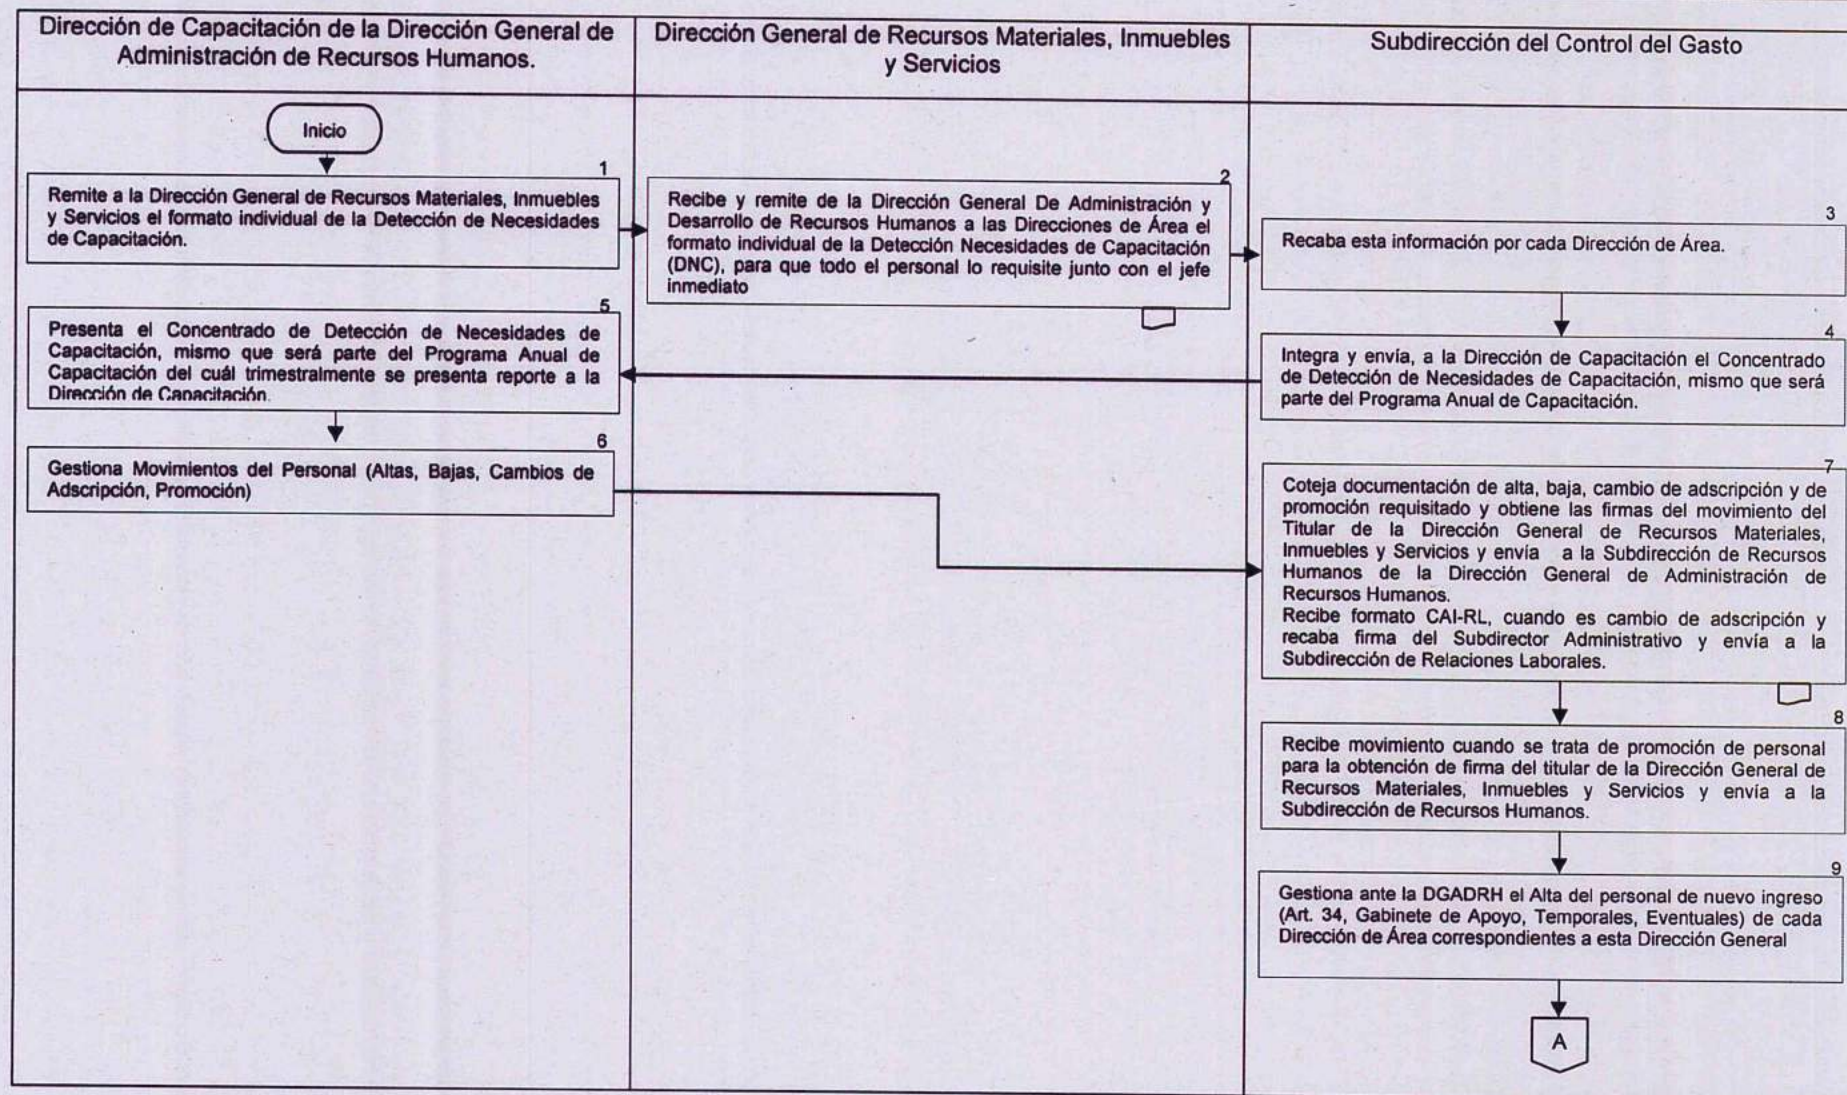 Dirección de Capacitación de la Dirección General de
Administración de Recursos Humanos.
Dirección General de Recursos Materiales, Inmuebles
y Servicios
Subdirección del Control del Gasto
Inicio
1
Remite a la Dirección General de Recursos Materiales, Inmuebles
y Servicios el formato individual de la Detección de Necesidades
de Capacitación.
2
Recibe y remite de la Dirección General De Administración y
Desarrollo de Recursos Humanos a las Direcciones de Área el
formato individual de la Detección Necesidades de Capacitación
(DNC), para que todo el personal lo requisite junto con el jefe
inmediato
3
Recaba esta información por cada Dirección de Área.
4
Integra y envía, a la Dirección de Capacitación el Concentrado
de Detección de Necesidades de Capacitación, mismo que será
parte del Programa Anual de Capacitación.
5
Presenta el Concentrado de Detección de Necesidades de
Capacitación, mismo que será parte del Programa Anual de
Capacitación del cuál trimestralmente se presenta reporte a la
Dirección de Capacitación.
6
Gestiona Movimientos del Personal (Altas, Bajas, Cambios de
Adscripción, Promoción)
7
Coteja documentación de alta, baja, cambio de adscripción y de
promoción requisitado y obtiene las firmas del movimiento del
Titular de la Dirección General de Recursos Materiales,
Inmuebles y Servicios y envía a la Subdirección de Recursos
Humanos de la Dirección General de Administración de
Recursos Humanos.
Recibe formato CAI-RL, cuando es cambio de adscripción y
recaba firma del Subdirector Administrativo y envía a la
Subdirección de Relaciones Laborales.
8
Recibe movimiento cuando se trata de promoción de personal
para la obtención de firma del titular de la Dirección General de
Recursos Materiales, Inmuebles y Servicios y envía a la
Subdirección de Recursos Humanos.
9
Gestiona ante la DGADRH el Alta del personal de nuevo ingreso
(Art. 34, Gabinete de Apoyo, Temporales, Eventuales) de cada
Dirección de Área correspondientes a esta Dirección General
A